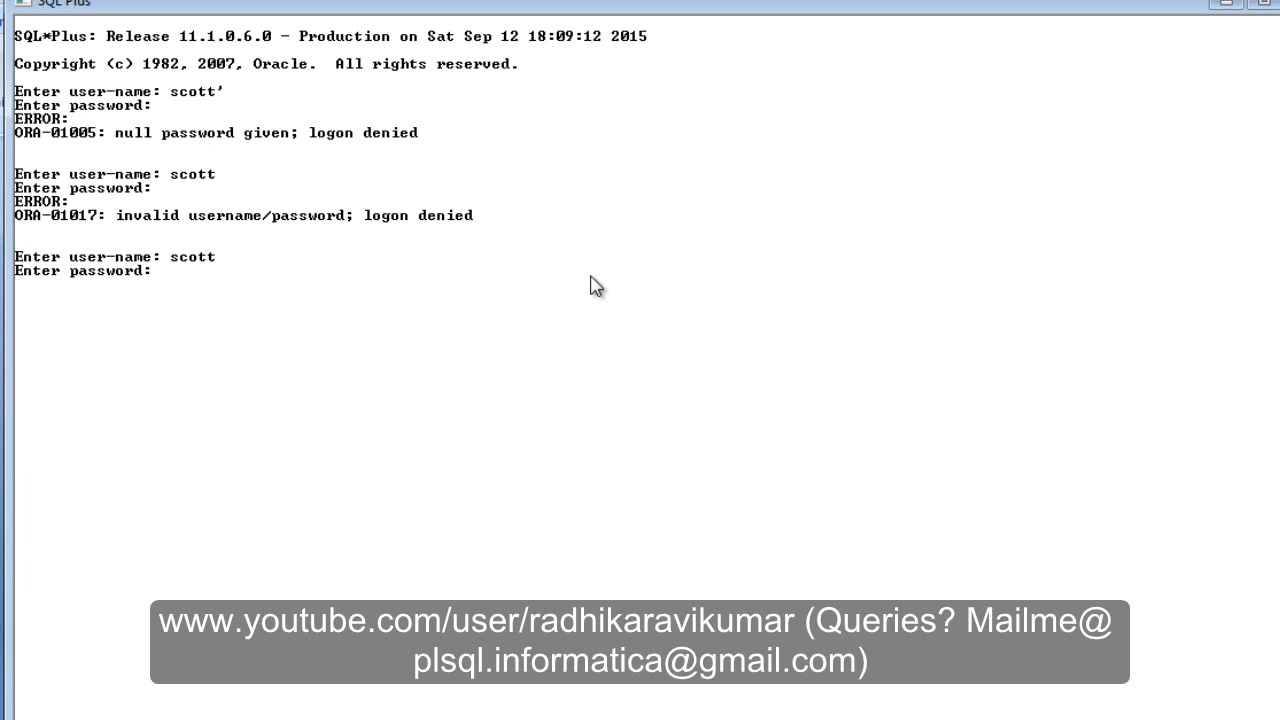 SQL Plus
SQL*Plus: Release 11.1.0.6.0 - Production on Sat Sep 12 18:09:12 2015
Copyright (c) 1982, 2007, Oracle.  All rights reserved.
Enter user-name: scott'
Enter password:
ERROR:
ORA-01005: null password given; logon denied
Enter user-name: scott
Enter password:
ERROR:
ORA-01017: invalid username/password; logon denied
Enter user-name: scott
Enter password:
www.youtube.com/user/radhikaravikumar (Queries? Mailme@
plsql.informatica@gmail.com)